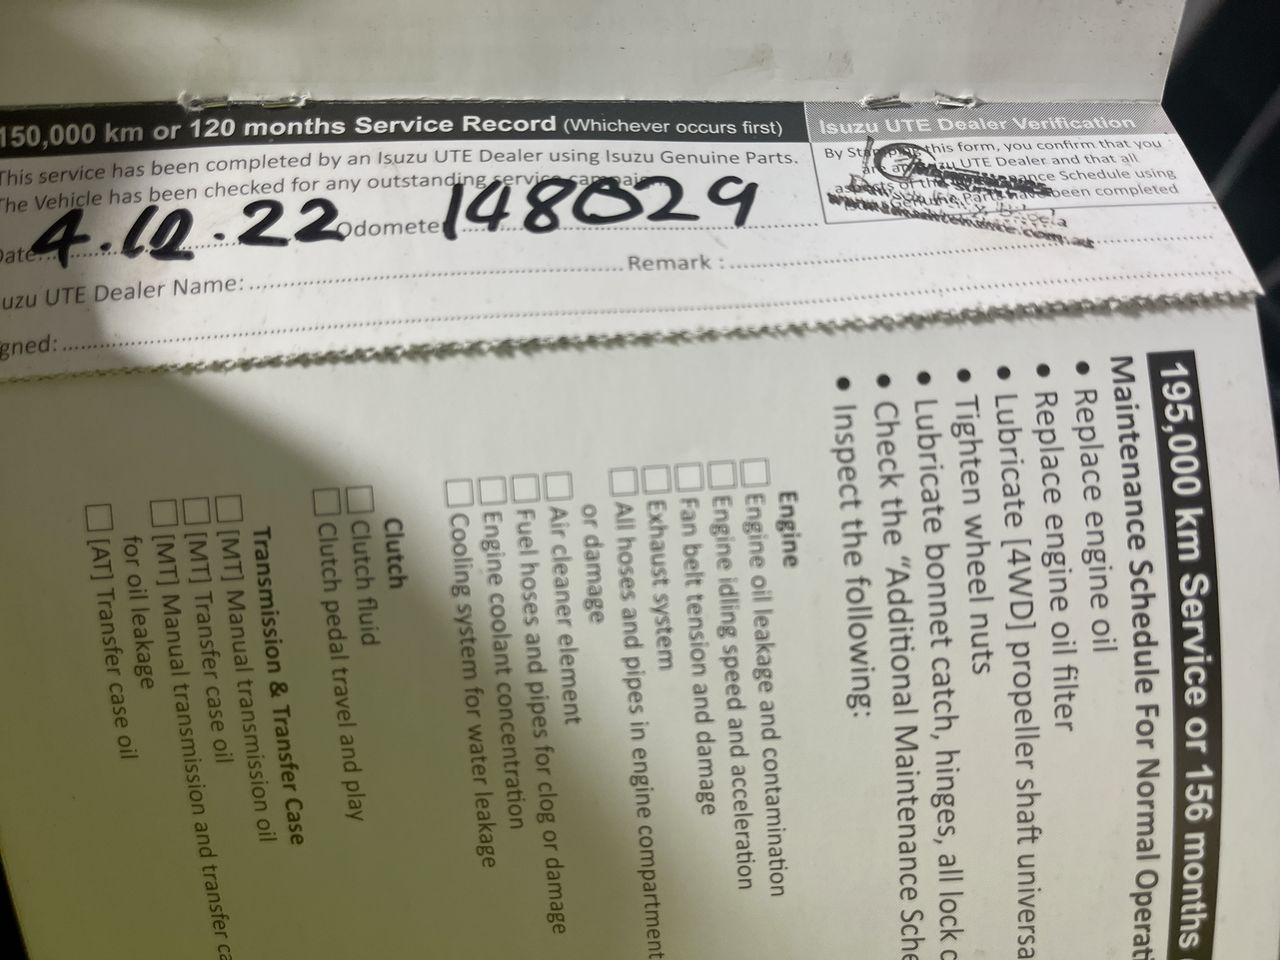 150,000 km or 120 months Service Record (Whichever occurs first)
This service has been completed by an Isuzu UTE Dealer using Isuzu Genuine Parts.
The Vehicle has been checked for any outstanding service campaign
Date 4.10.22 Odometer 148029
uzu UTE Dealer Name: Remark :
gned:
Isuzu UTE Dealer Verification
By this form, you confirm that you
UTE Dealer and that all
Schedule using
Parts have been completed
195,000 km Service or 156 months
Maintenance Schedule For Normal Operati
• Replace engine oil
• Replace engine oil filter
• Lubricate [4WD] propeller shaft universa
• Tighten wheel nuts
• Lubricate bonnet catch, hinges, all lock c
• Check the "Additional Maintenance Sche
• Inspect the following:
Engine
Engine oil leakage and contamination
Engine idling speed and acceleration
Fan belt tension and damage
Exhaust system
All hoses and pipes in engine compartment
or damage
Air cleaner element
Fuel hoses and pipes for clog or damage
Engine coolant concentration
Cooling system for water leakage
Clutch
Clutch fluid
Clutch pedal travel and play
Transmission & Transfer Case
[MT] Manual transmission oil
[MT] Transfer case oil
[MT] Manual transmission and transfer ca
for oil leakage
[AT] Transfer case oil